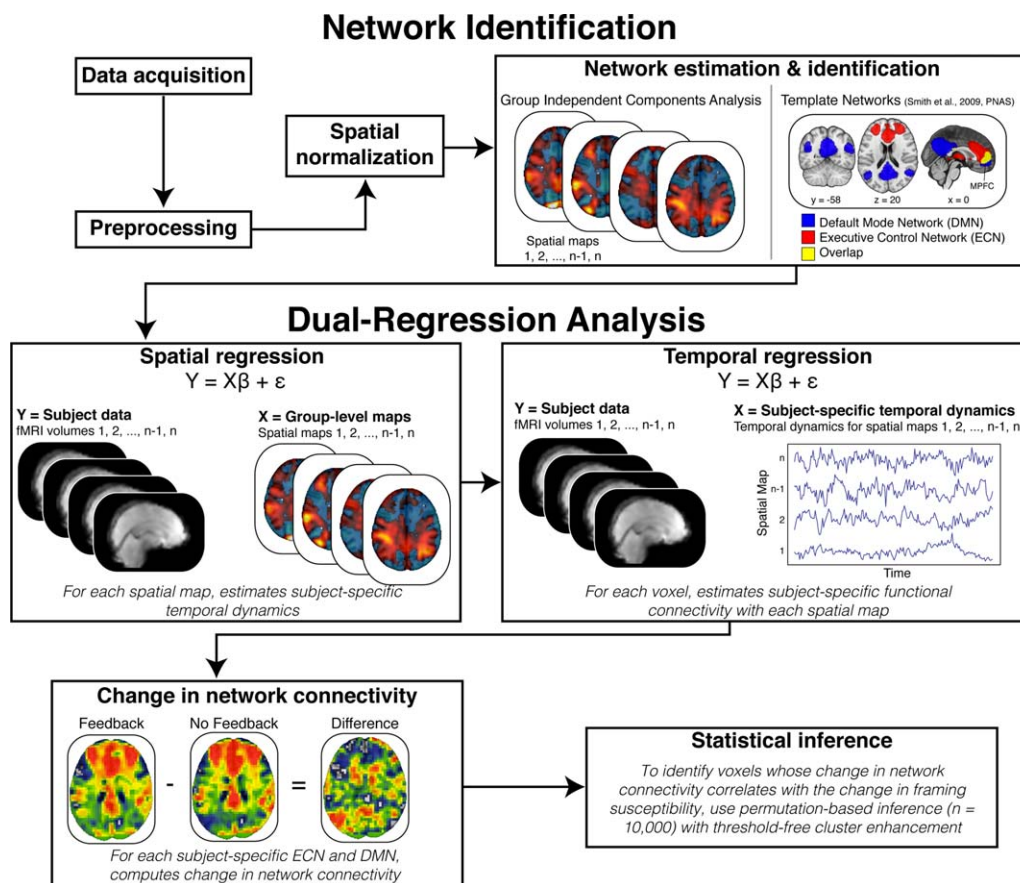 Network Identification
Data acquisition
Preprocessing
Spatial
normalization
Network estimation & identification
Group Independent Components Analysis
Spatial maps
1, 2, ..., n-1, n
Template Networks (Smith et al., 2009, PNAS)
MPFC
y = -58
z = 20
x = 0
Default Mode Network (DMN)
Executive Control Network (ECN)
Overlap
Dual-Regression Analysis
Spatial regression
Y = Xβ + ε
Y = Subject data
fMRI volumes 1, 2, ..., n-1, n
X = Group-level maps
Spatial maps 1, 2, ..., n-1, n
For each spatial map, estimates subject-specific
temporal dynamics
Temporal regression
Y = Xβ + ε
Y = Subject data
fMRI volumes 1, 2, ..., n-1, n
X = Subject-specific temporal dynamics
Temporal dynamics for spatial maps 1, 2, ..., n-1, n
Spatial Map
n
n-1
2
1
Time
For each voxel, estimates subject-specific functional
connectivity with each spatial map
Change in network connectivity
Feedback
No Feedback
Difference
-
=
For each subject-specific ECN and DMN,
computes change in network connectivity
Statistical inference
To identify voxels whose change in network
connectivity correlates with the change in framing
susceptibility, use permutation-based inference (n =
10,000) with threshold-free cluster enhancement